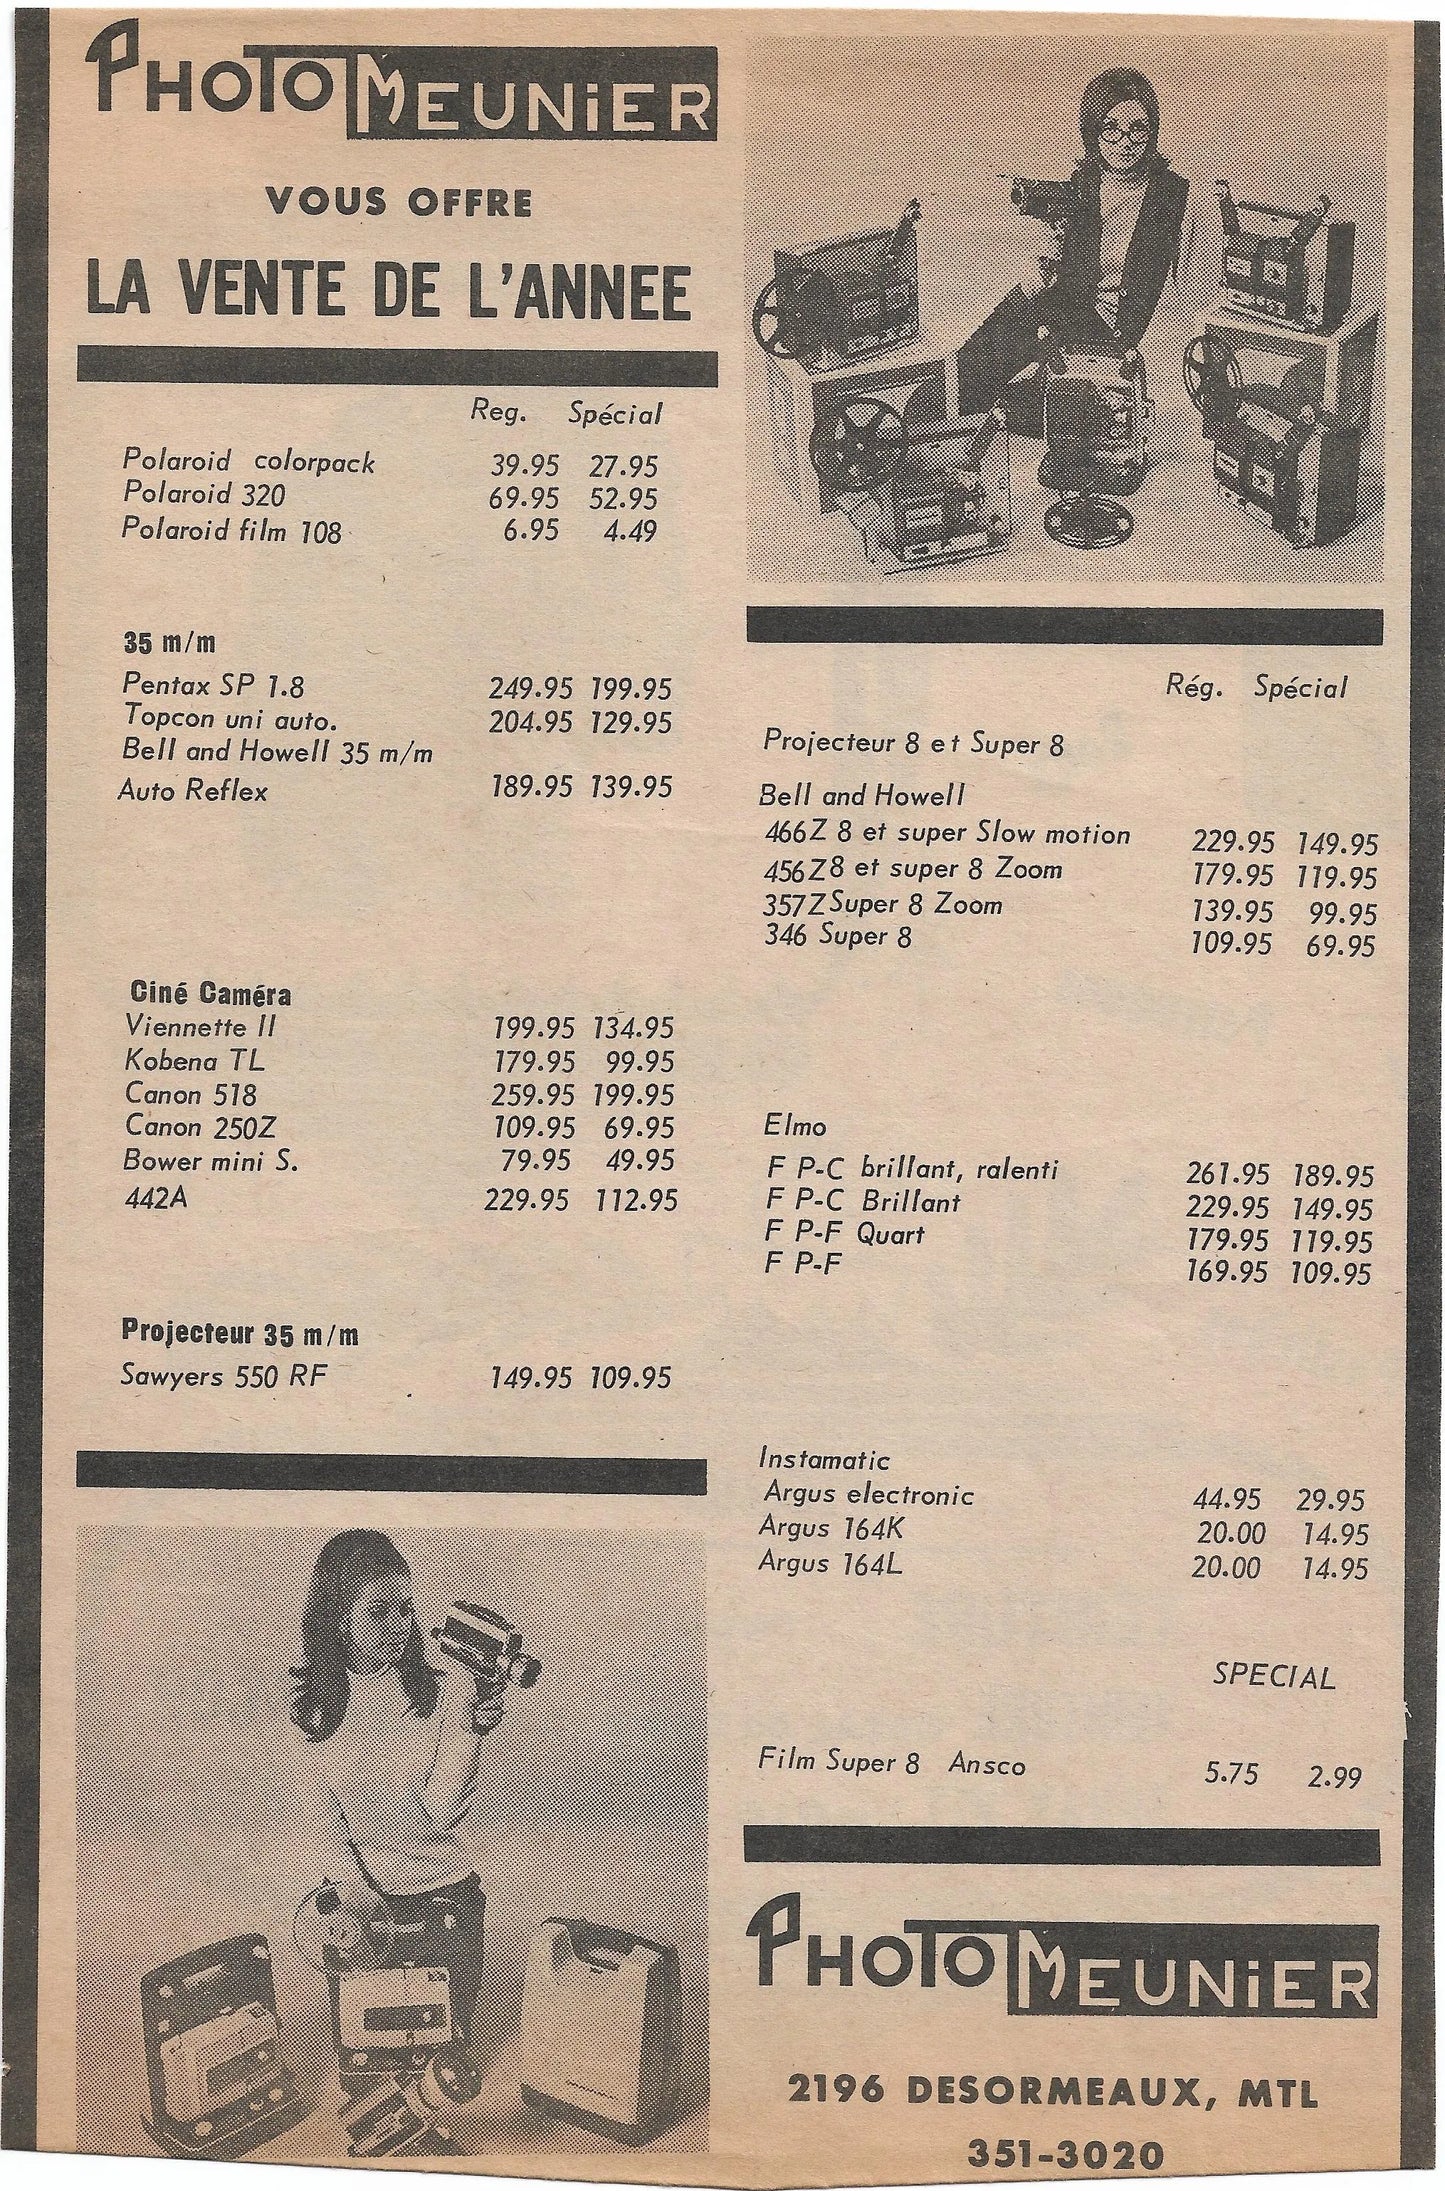 PHOTO MEUNiER
VOUS OFFRE
LA VENTE DE L'ANNEE
Reg. Spécial
Polaroid colorpack 39.95 27.95
Polaroid 320 69.95 52.95
Polaroid film 108 6.95 4.49
35 m/m
Pentax SP 1.8 249.95 199.95
Topcon uni auto. 204.95 129.95
Bell and Howell 35 m/m
Auto Reflex 189.95 139.95
Ciné Caméra
Viennette II 199.95 134.95
Kobena TL 179.95 99.95
Canon 518 259.95 199.95
Canon 250Z 109.95 69.95
Bower mini S. 79.95 49.95
442A 229.95 112.95
Projecteur 35 m/m
Sawyers 550 RF 149.95 109.95
Rég. Spécial
Projecteur 8 et Super 8
Bell and Howell
466Z 8 et super Slow motion 229.95 149.95
456Z8 et super 8 Zoom 179.95 119.95
357Z Super 8 Zoom 139.95 99.95
346 Super 8 109.95 69.95
Elmo
F P-C brillant, ralenti 261.95 189.95
F P-C Brillant 229.95 149.95
F P-F Quart 179.95 119.95
F P-F 169.95 109.95
Instamatic
Argus electronic 44.95 29.95
Argus 164K 20.00 14.95
Argus 164L 20.00 14.95
SPECIAL
Film Super 8 Ansco 5.75 2.99
PHOTO MEUNiER
2196 DESORMEAUX, MTL
351-3020